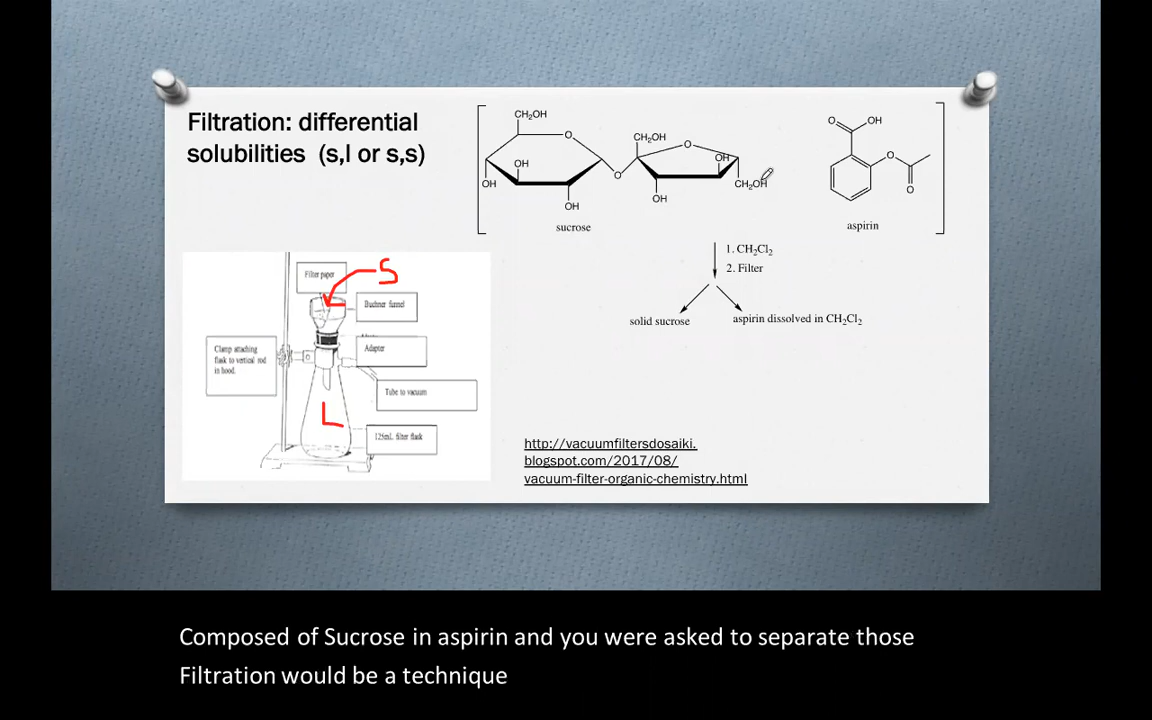 Filtration: differential
solubilities (s,l or s,s)
CH₂OH
O
OH
OH
OH
O
CH₂OH
O
OH
CH₂OH
OH
sucrose
O
OH
O
O
aspirin
1. CH₂Cl₂
2. Filter
solid sucrose
aspirin dissolved in CH₂Cl₂
Filter paper
S
Buchner funnel
Adapter
Clamp attaching
flask to vertical rod
in hood.
Tube to vacuum
L
125mL filter flask
http://vacuumfiltersdosaiki.
blogspot.com/2017/08/
vacuum-filter-organic-chemistry.html
Composed of Sucrose in aspirin and you were asked to separate those
Filtration would be a technique